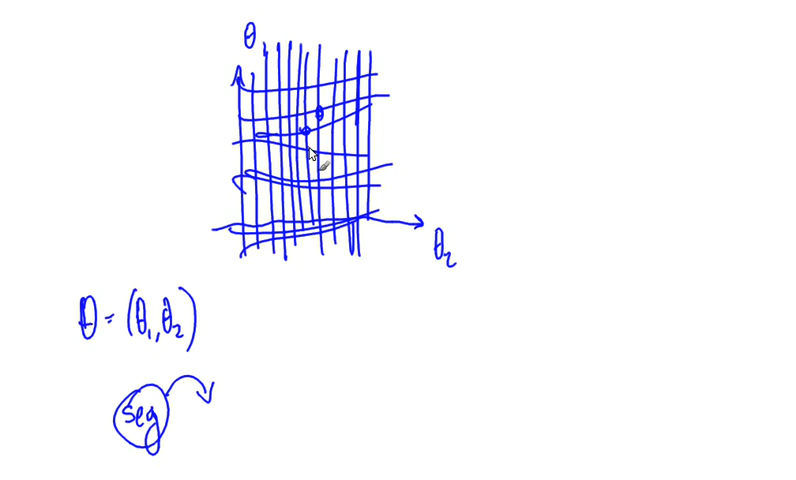 θ₁
θ
θ₂
θ = (θ₁, θ₂)
seg